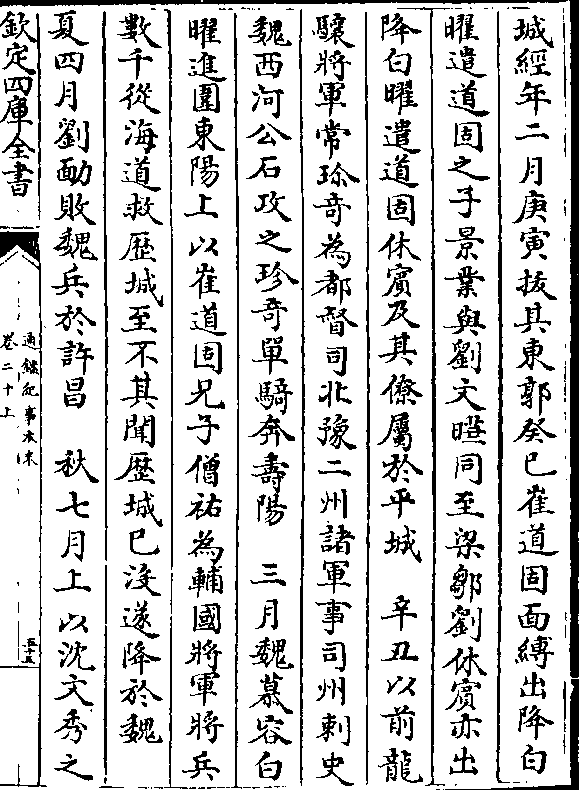 城經年二月庚寅拔其東郭癸巳崔道固面縛出降白
曜遣道固之子景業與劉文曄同至梁鄒劉休賓亦出
降白曜遣道固休賓及其僚屬於平城　辛丑以前龍
驤將軍常珍竒為都督司北豫二州諸軍事司州刺史
魏西河公石攻之珍竒單騎奔壽陽　三月魏慕容白
曜進圍東陽上以崔道固兄子僧祐為輔國將軍將兵
數千從海道救歴城至不其聞歴城已沒遂降於魏
夏四月劉勔敗魏兵於許昌　秋七月上以沈文秀之
欽定四庫全書
通鑑紀事本末
卷二十上
五十五